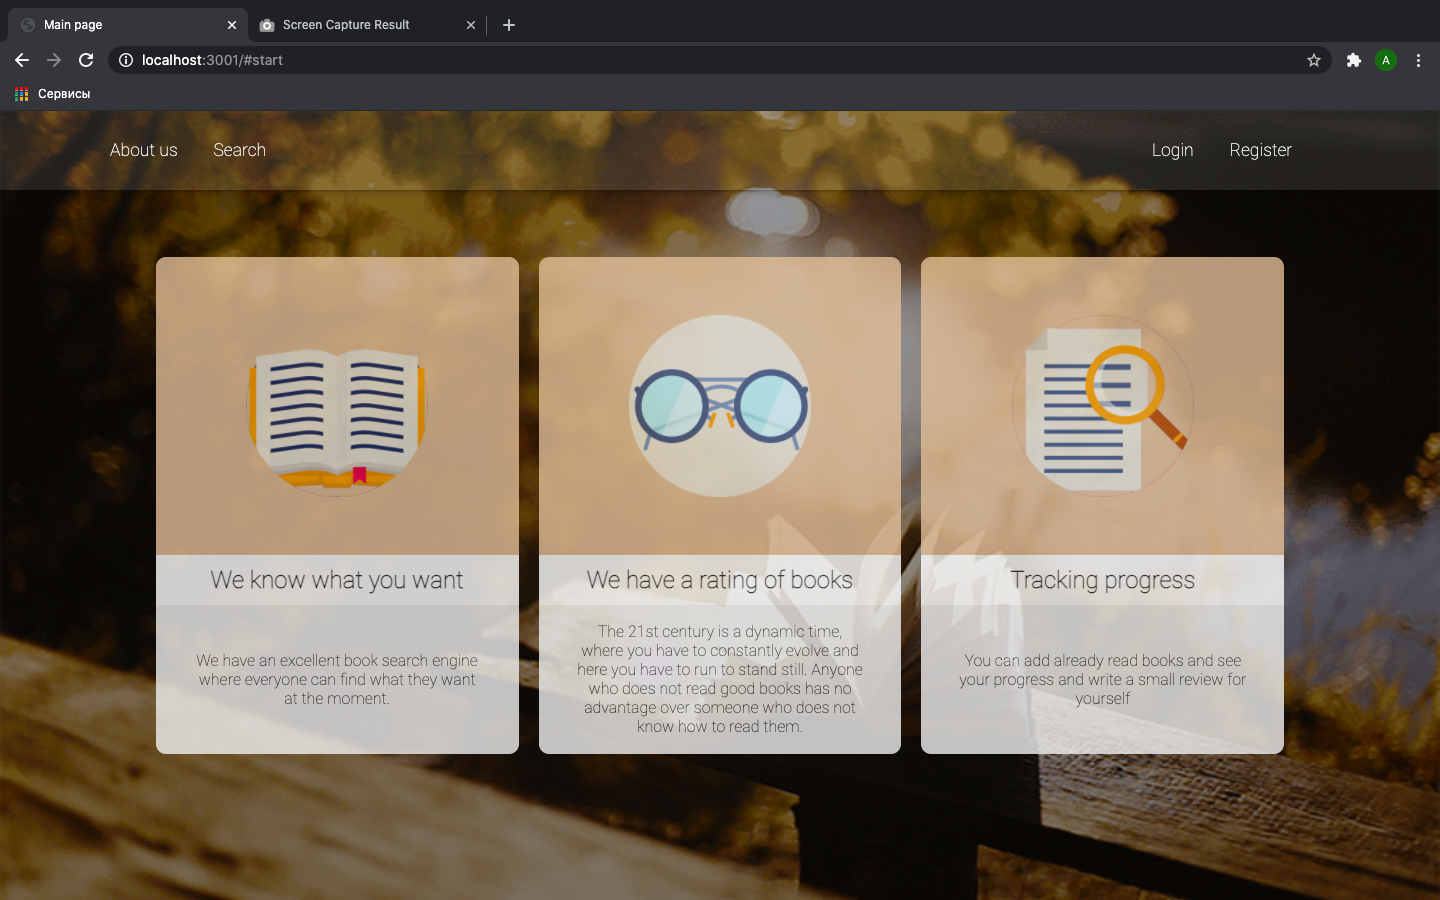 Main page
Screen Capture Result
localhost:3001/#start
A
Сервисы
About us
Search
Login
Register
We know what you want
We have an excellent book search engine
where everyone can find what they want
at the moment.
We have a rating of books
The 21st century is a dynamic time,
where you have to constantly evolve and
here you have to run to stand still. Anyone
who does not read good books has no
advantage over someone who does not
know how to read them.
Tracking progress
You can add already read books and see
your progress and write a small review for
yourself